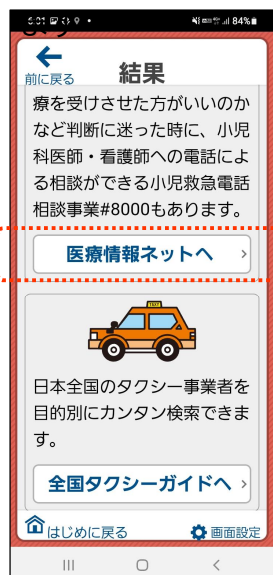 84%
前に戻る
結果
療を受けさせた方がいいのか
など判断に迷った時に、小児
科医師・看護師への電話によ
る相談ができる小児救急電話
相談事業#8000もあります。
医療情報ネットへ
TAXI
日本全国のタクシー事業者を
目的別にカンタン検索できま
す。
全国タクシーガイドへ
はじめに戻る
画面設定